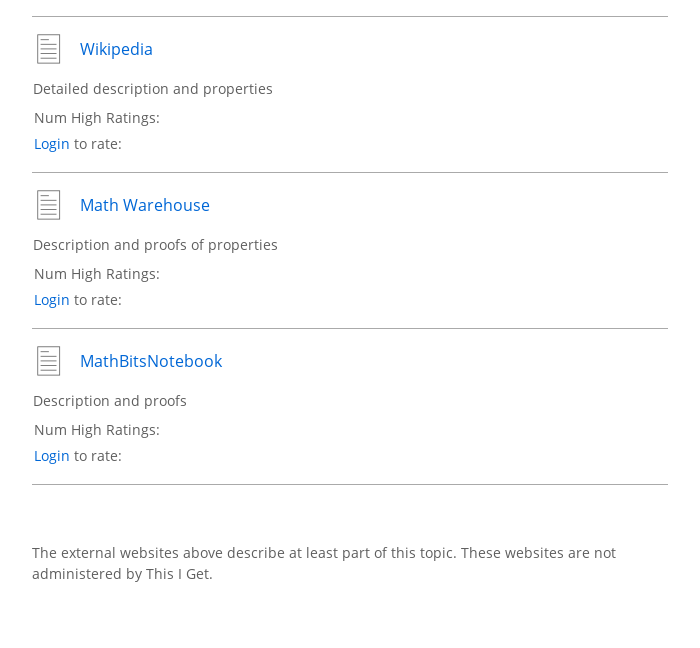 Wikipedia
Detailed description and properties
Num High Ratings:
Login to rate:
Math Warehouse
Description and proofs of properties
Num High Ratings:
Login to rate:
MathBitsNotebook
Description and proofs
Num High Ratings:
Login to rate:
The external websites above describe at least part of this topic. These websites are not
administered by This I Get.